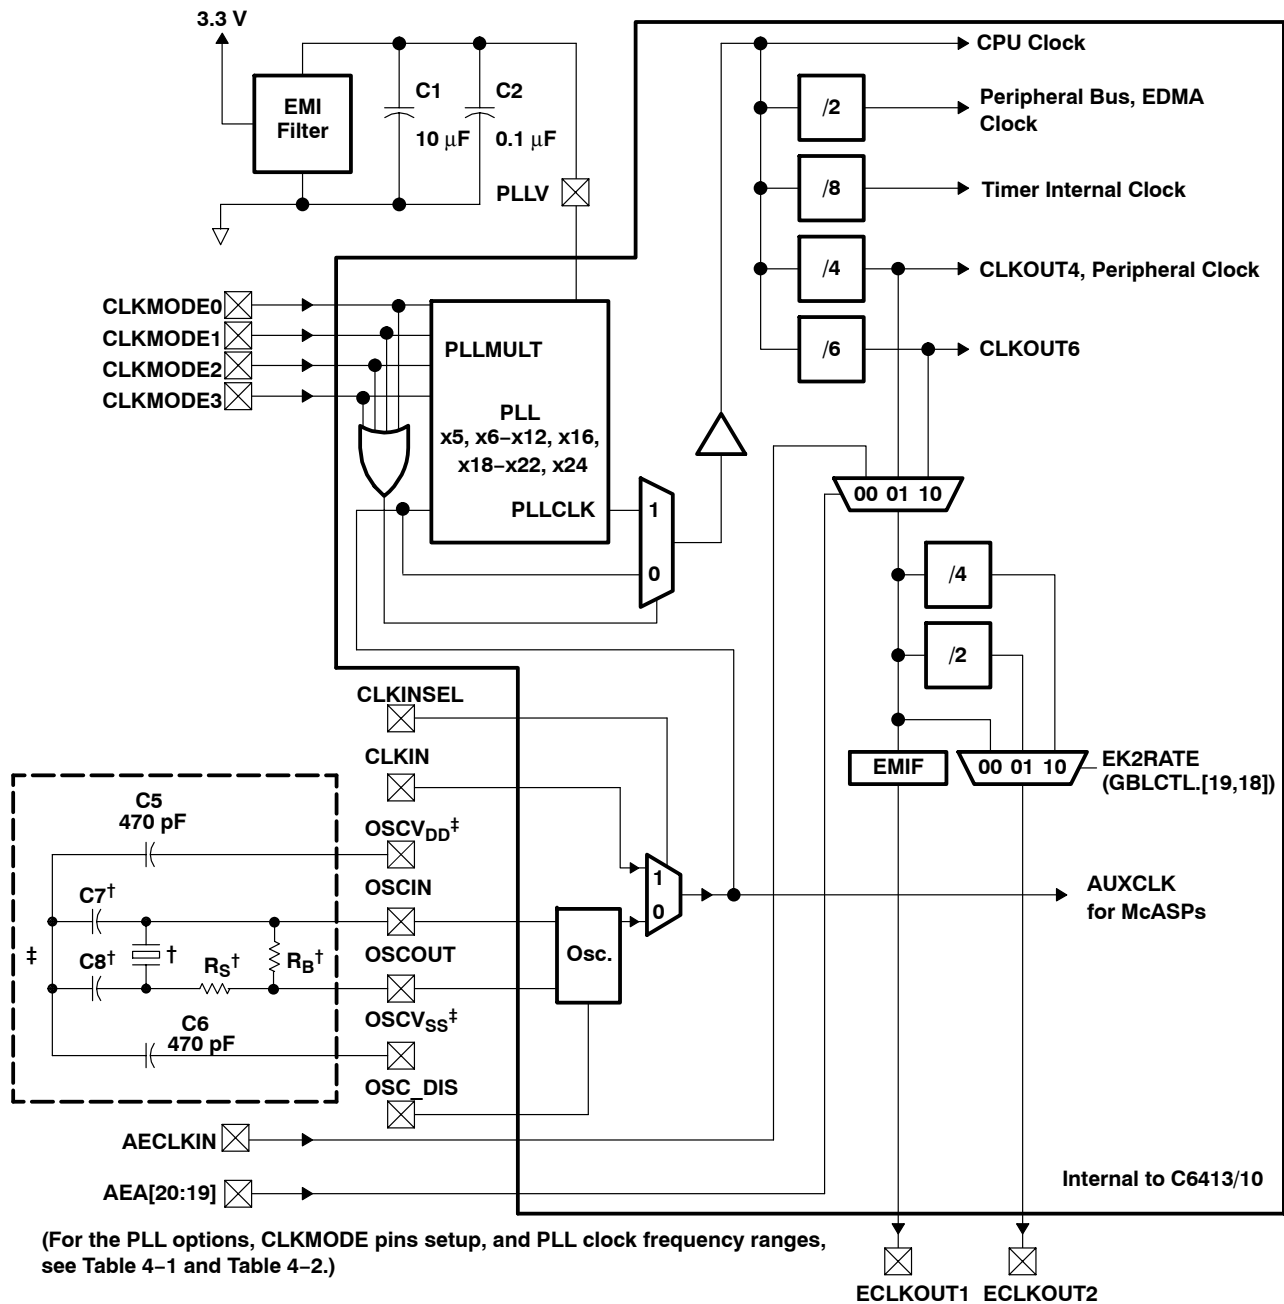 3.3 V
EMI
Filter
C1
10 μF
C2
0.1 μF
PLLV
CPU Clock
/2
Peripheral Bus, EDMA
Clock
/8
Timer Internal Clock
/4
CLKOUT4, Peripheral Clock
/6
CLKOUT6
CLKMODE0
CLKMODE1
CLKMODE2
CLKMODE3
PLLMULT
PLL
x5, x6−x12, x16,
x18−x22, x24
PLLCLK
1
0
00 01 10
/4
/2
EMIF
00 01 10
EK2RATE
(GBLCTL.[19,18])
CLKINSEL
CLKIN
C5
470 pF
OSCVDD‡
OSCIN
C7†
‡
†
C8†
RS†
RB†
OSCOUT
Osc.
1
0
AUXCLK
for McASPs
OSCVSS‡
C6
470 pF
OSC_DIS
AECLKIN
AEA[20:19]
Internal to C6413/10
(For the PLL options, CLKMODE pins setup, and PLL clock frequency ranges,
see Table 4−1 and Table 4−2.)
ECLKOUT1 ECLKOUT2